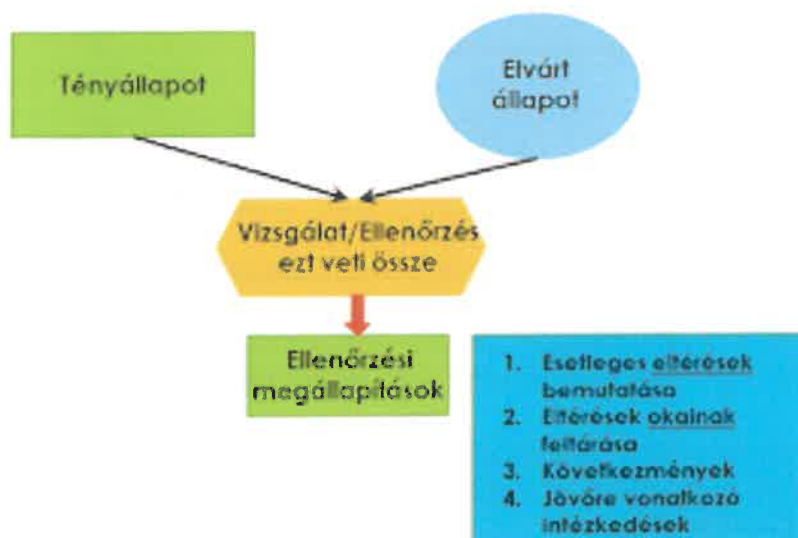 Tényállapot
Elvárt
állapot
Vizsgálat/Ellenőrzés
ezt veti össze
Ellenőrzési
megállapítások
1. Esetleges eltérések
bemutatása
2. Eltérések okainak
feltárása
3. Következmények
4. Jövőre vonatkozó
intézkedések